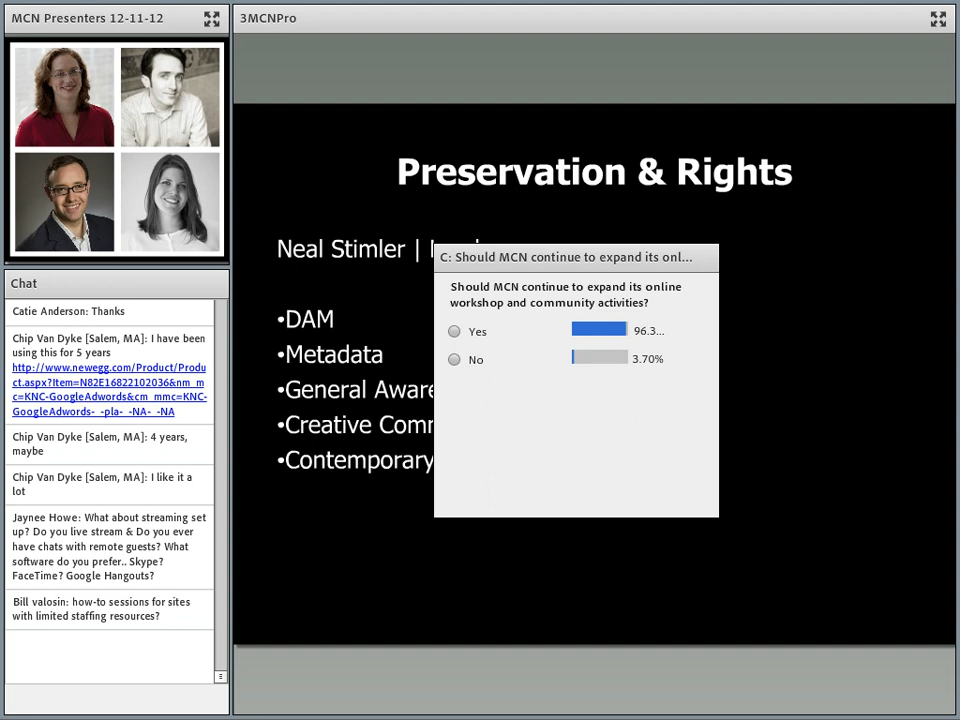 MCN Presenters 12-11-12
3MCNPro
Chat
Catie Anderson: Thanks
Chip Van Dyke [Salem, MA]: I have been
using this for 5 years
http://www.newegg.com/Product/Produ
ct.aspx?Item=N82E16822102036&nm_m
c=KNC-GoogleAdwords&cm_mmc=KNC-
GoogleAdwords-_-pla-_-NA-_-NA
Chip Van Dyke [Salem, MA]: 4 years,
maybe
Chip Van Dyke [Salem, MA]: I like it a
lot
Jaynee Howe: What about streaming set
up? Do you live stream & Do you ever
have chats with remote guests? What
software do you prefer.. Skype?
FaceTime? Google Hangouts?
Bill valosin: how-to sessions for sites
with limited staffing resources?
Preservation & Rights
Neal Stimler |
•DAM
•Metadata
•General Aware
•Creative Com
•Contemporary
C: Should MCN continue to expand its onl...
Should MCN continue to expand its online
workshop and community activities?
Yes 96.3...
No 3.70%